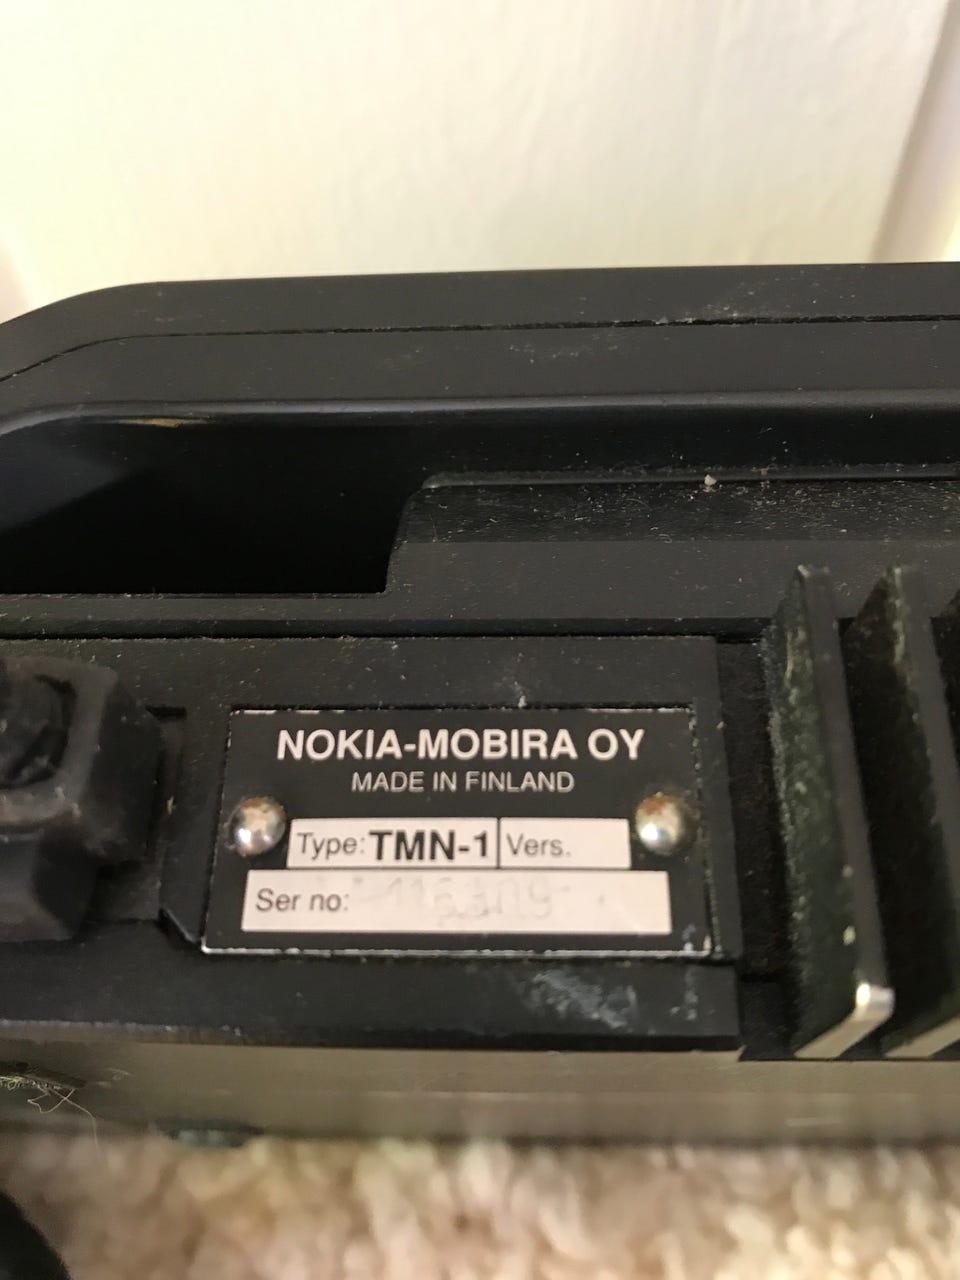 NOKIA-MOBIRA OY
MADE IN FINLAND
Type: TMN-1 Vers.
Ser no: